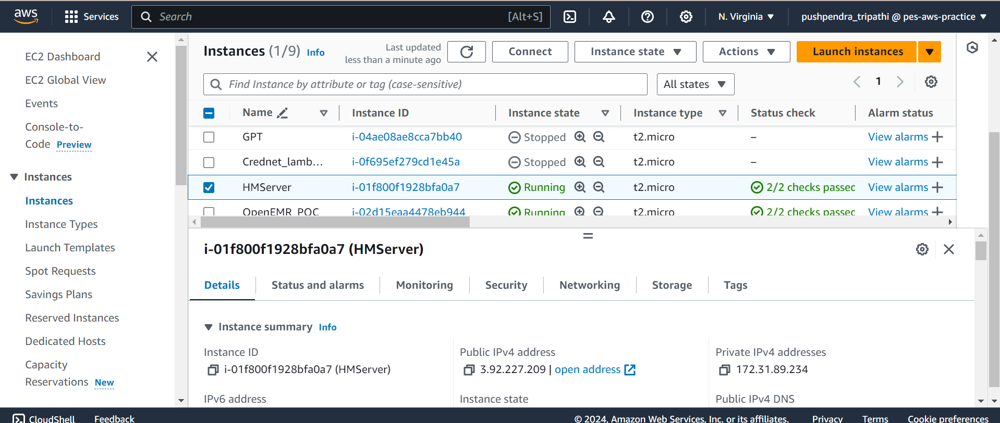 aws
Services
Search [Alt+S]
N. Virginia
pushpendra_tripathi @ pes-aws-practice
EC2 Dashboard
EC2 Global View
Events
Console-to-
Code Preview
Instances
Instances
Instance Types
Launch Templates
Spot Requests
Savings Plans
Reserved Instances
Dedicated Hosts
Capacity
Reservations New
Instances (1/9) Info
Last updated
less than a minute ago
Connect
Instance state
Actions
Launch instances
Find Instance by attribute or tag (case-sensitive)
All states
1
Name Instance ID Instance state Instance type Status check Alarm status
GPT i-04ae08ae8cca7bb40 Stopped t2.micro – View alarms
Crednet_lamb... i-0f695ef279cd1e45a Stopped t2.micro – View alarms
HMServer i-01f800f1928bfa0a7 Running t2.micro 2/2 checks passec View alarms
OpenEMR_POC i-02d15eaa4478eb944 Running t2.micro 2/2 checks passec View alarms
i-01f800f1928bfa0a7 (HMServer)
Details Status and alarms Monitoring Security Networking Storage Tags
Instance summary Info
Instance ID
i-01f800f1928bfa0a7 (HMServer)
Public IPv4 address
3.92.227.209 | open address
Private IPv4 addresses
172.31.89.234
IPv6 address
Instance state
Public IPv4 DNS
CloudShell Feedback
© 2024, Amazon Web Services, Inc. or its affiliates. Privacy Terms Cookie preferences